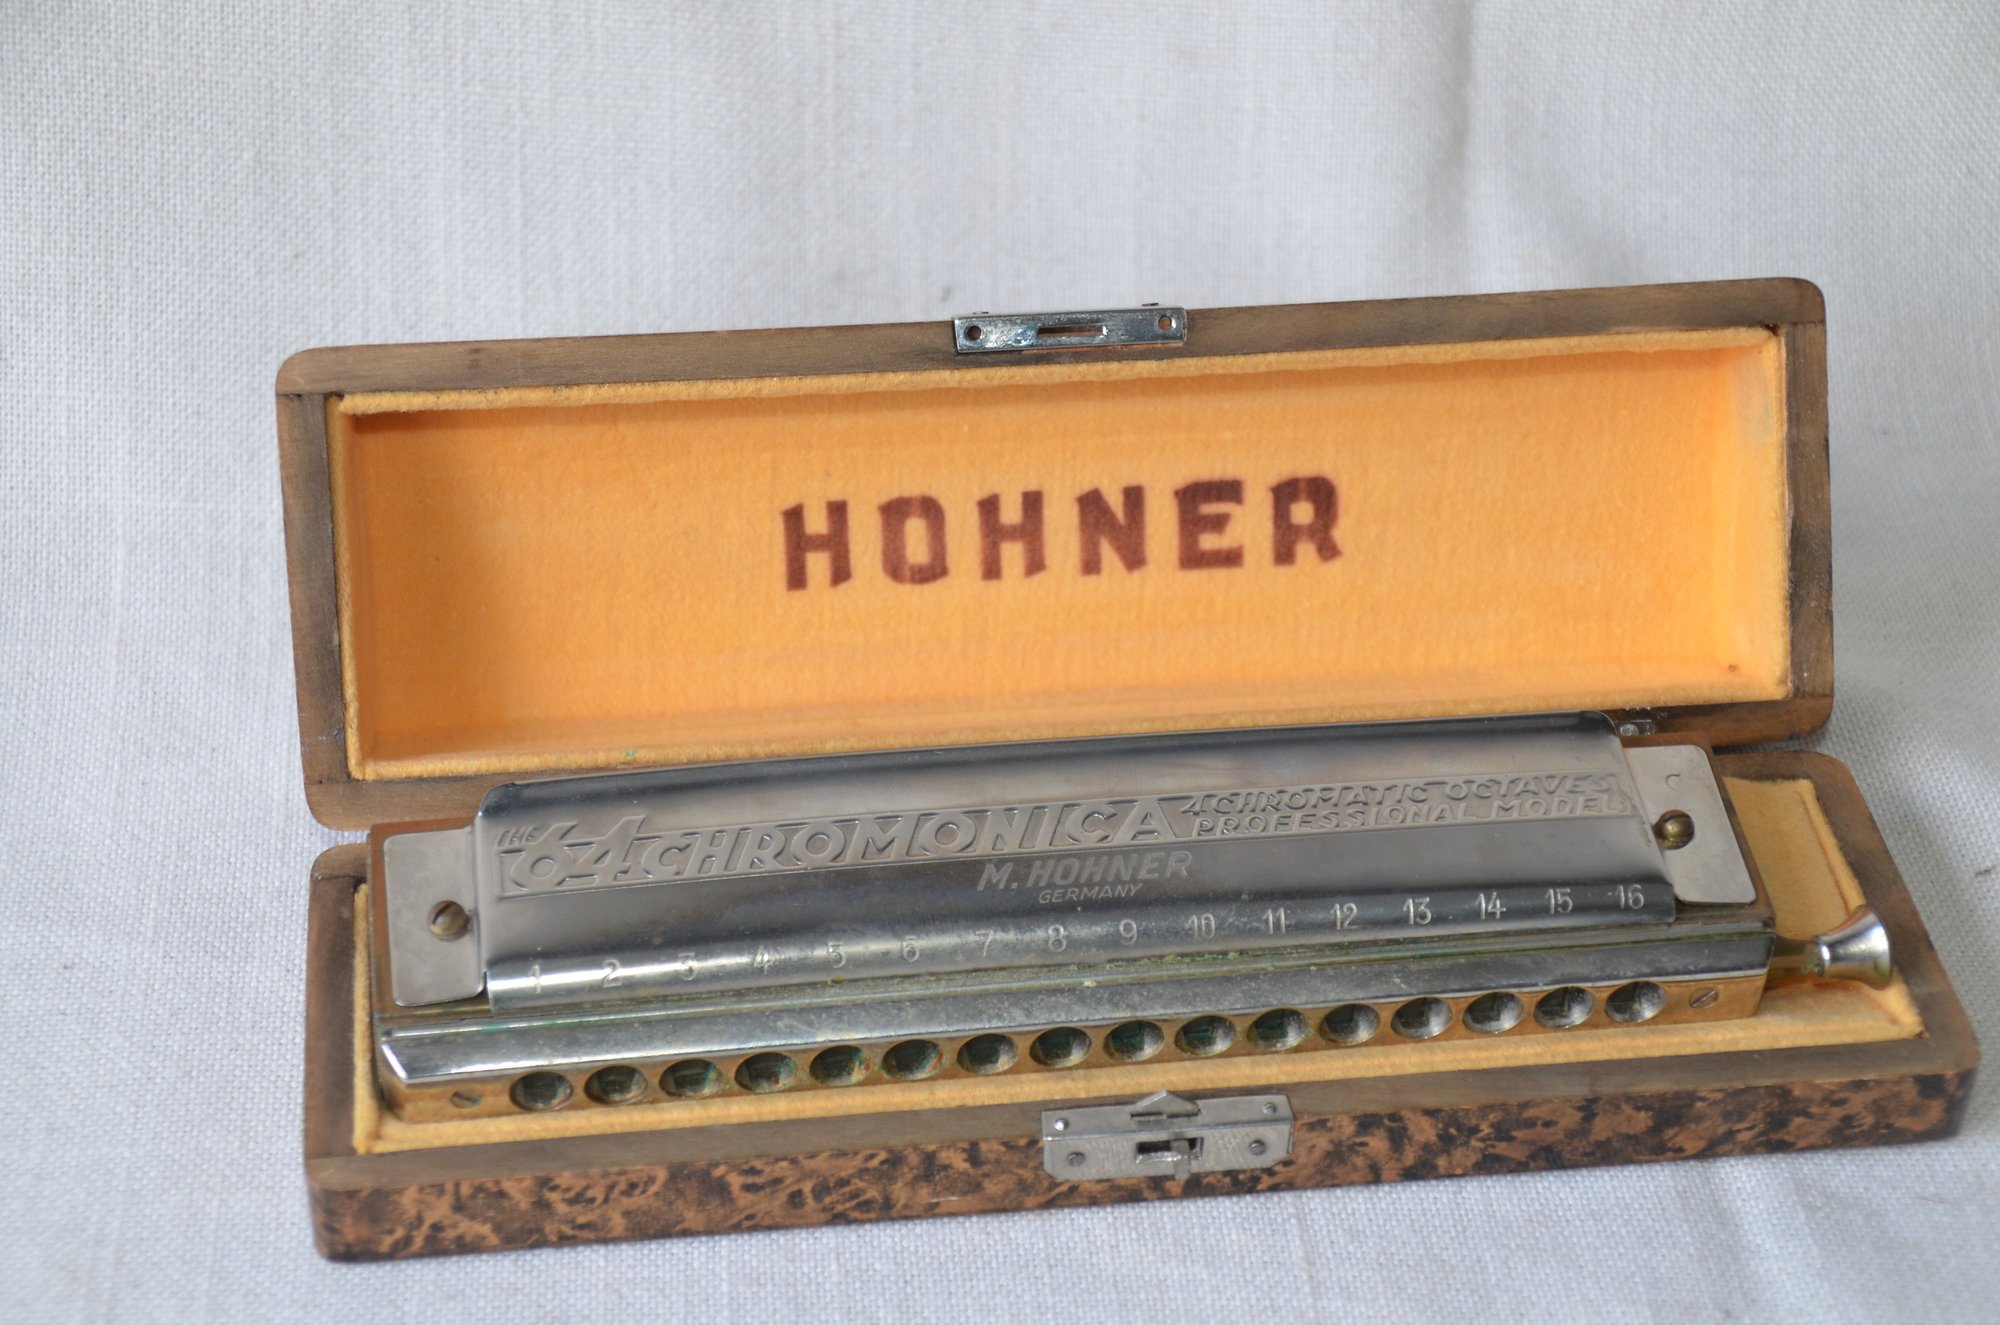 HOHNER
THE 64 CHROMONICA 4 CHROMATIC OCTAVES
PROFESSIONAL MODEL
M. HOHNER
GERMANY
1 2 3 4 5 6 7 8 9 10 11 12 13 14 15 16
C